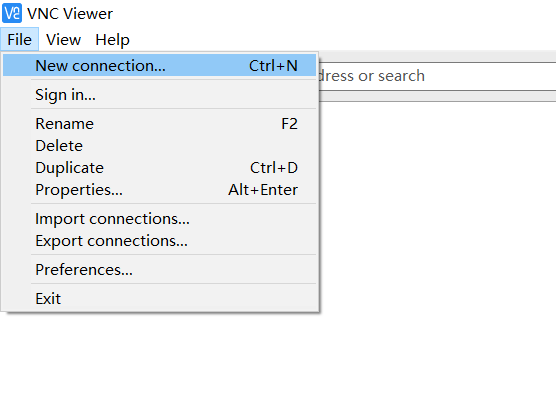 VNC Viewer
File View Help
New connection... Ctrl+N
dress or search
Sign in...
Rename F2
Delete
Duplicate Ctrl+D
Properties... Alt+Enter
Import connections...
Export connections...
Preferences...
Exit